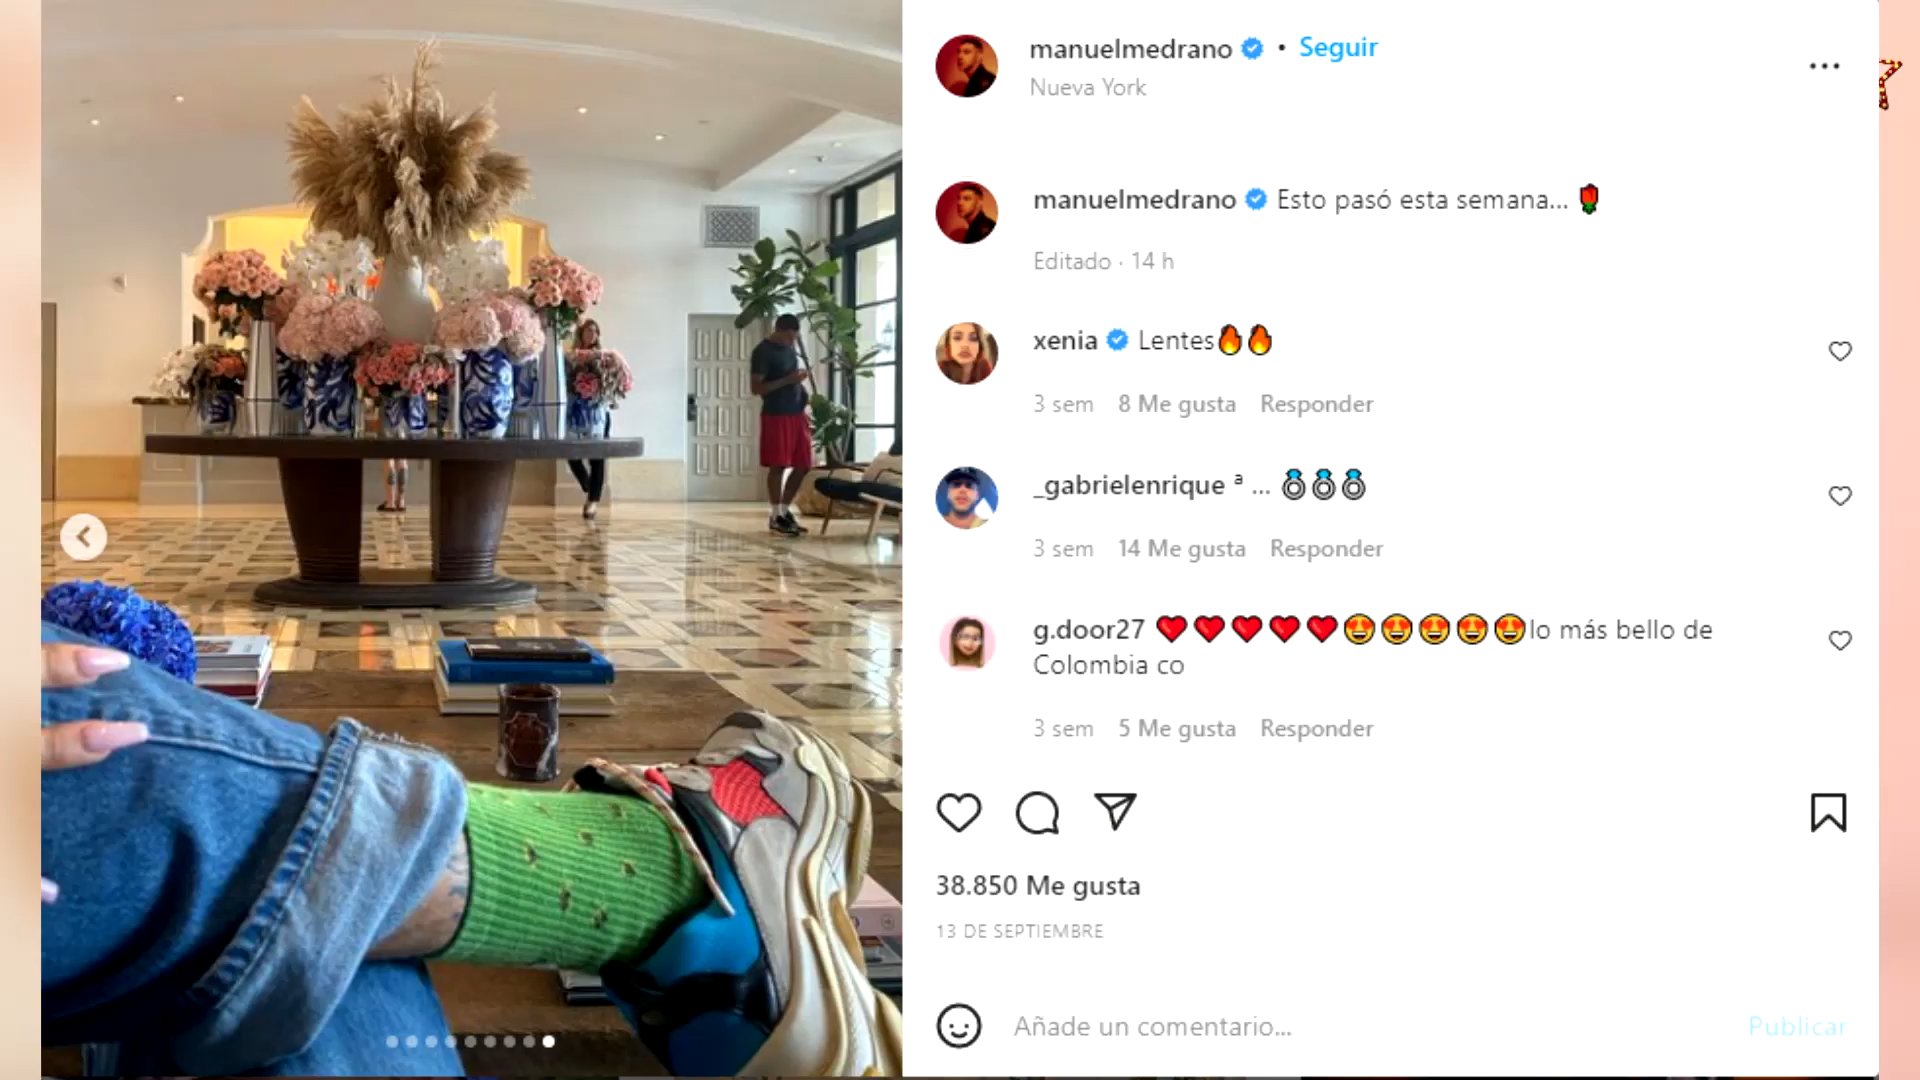 manuelmedrano • Seguir
Nueva York
manuelmedrano Esto pasó esta semana... 🌹
Editado · 14 h
xenia Lentes🔥🔥
3 sem 8 Me gusta Responder
_gabrielenrique ª ... 💍💍💍
3 sem 14 Me gusta Responder
g.door27 ❤️❤️❤️❤️❤️😍😍😍😍😍lo más bello de
Colombia co
3 sem 5 Me gusta Responder
38.850 Me gusta
13 DE SEPTIEMBRE
Añade un comentario... Publicar